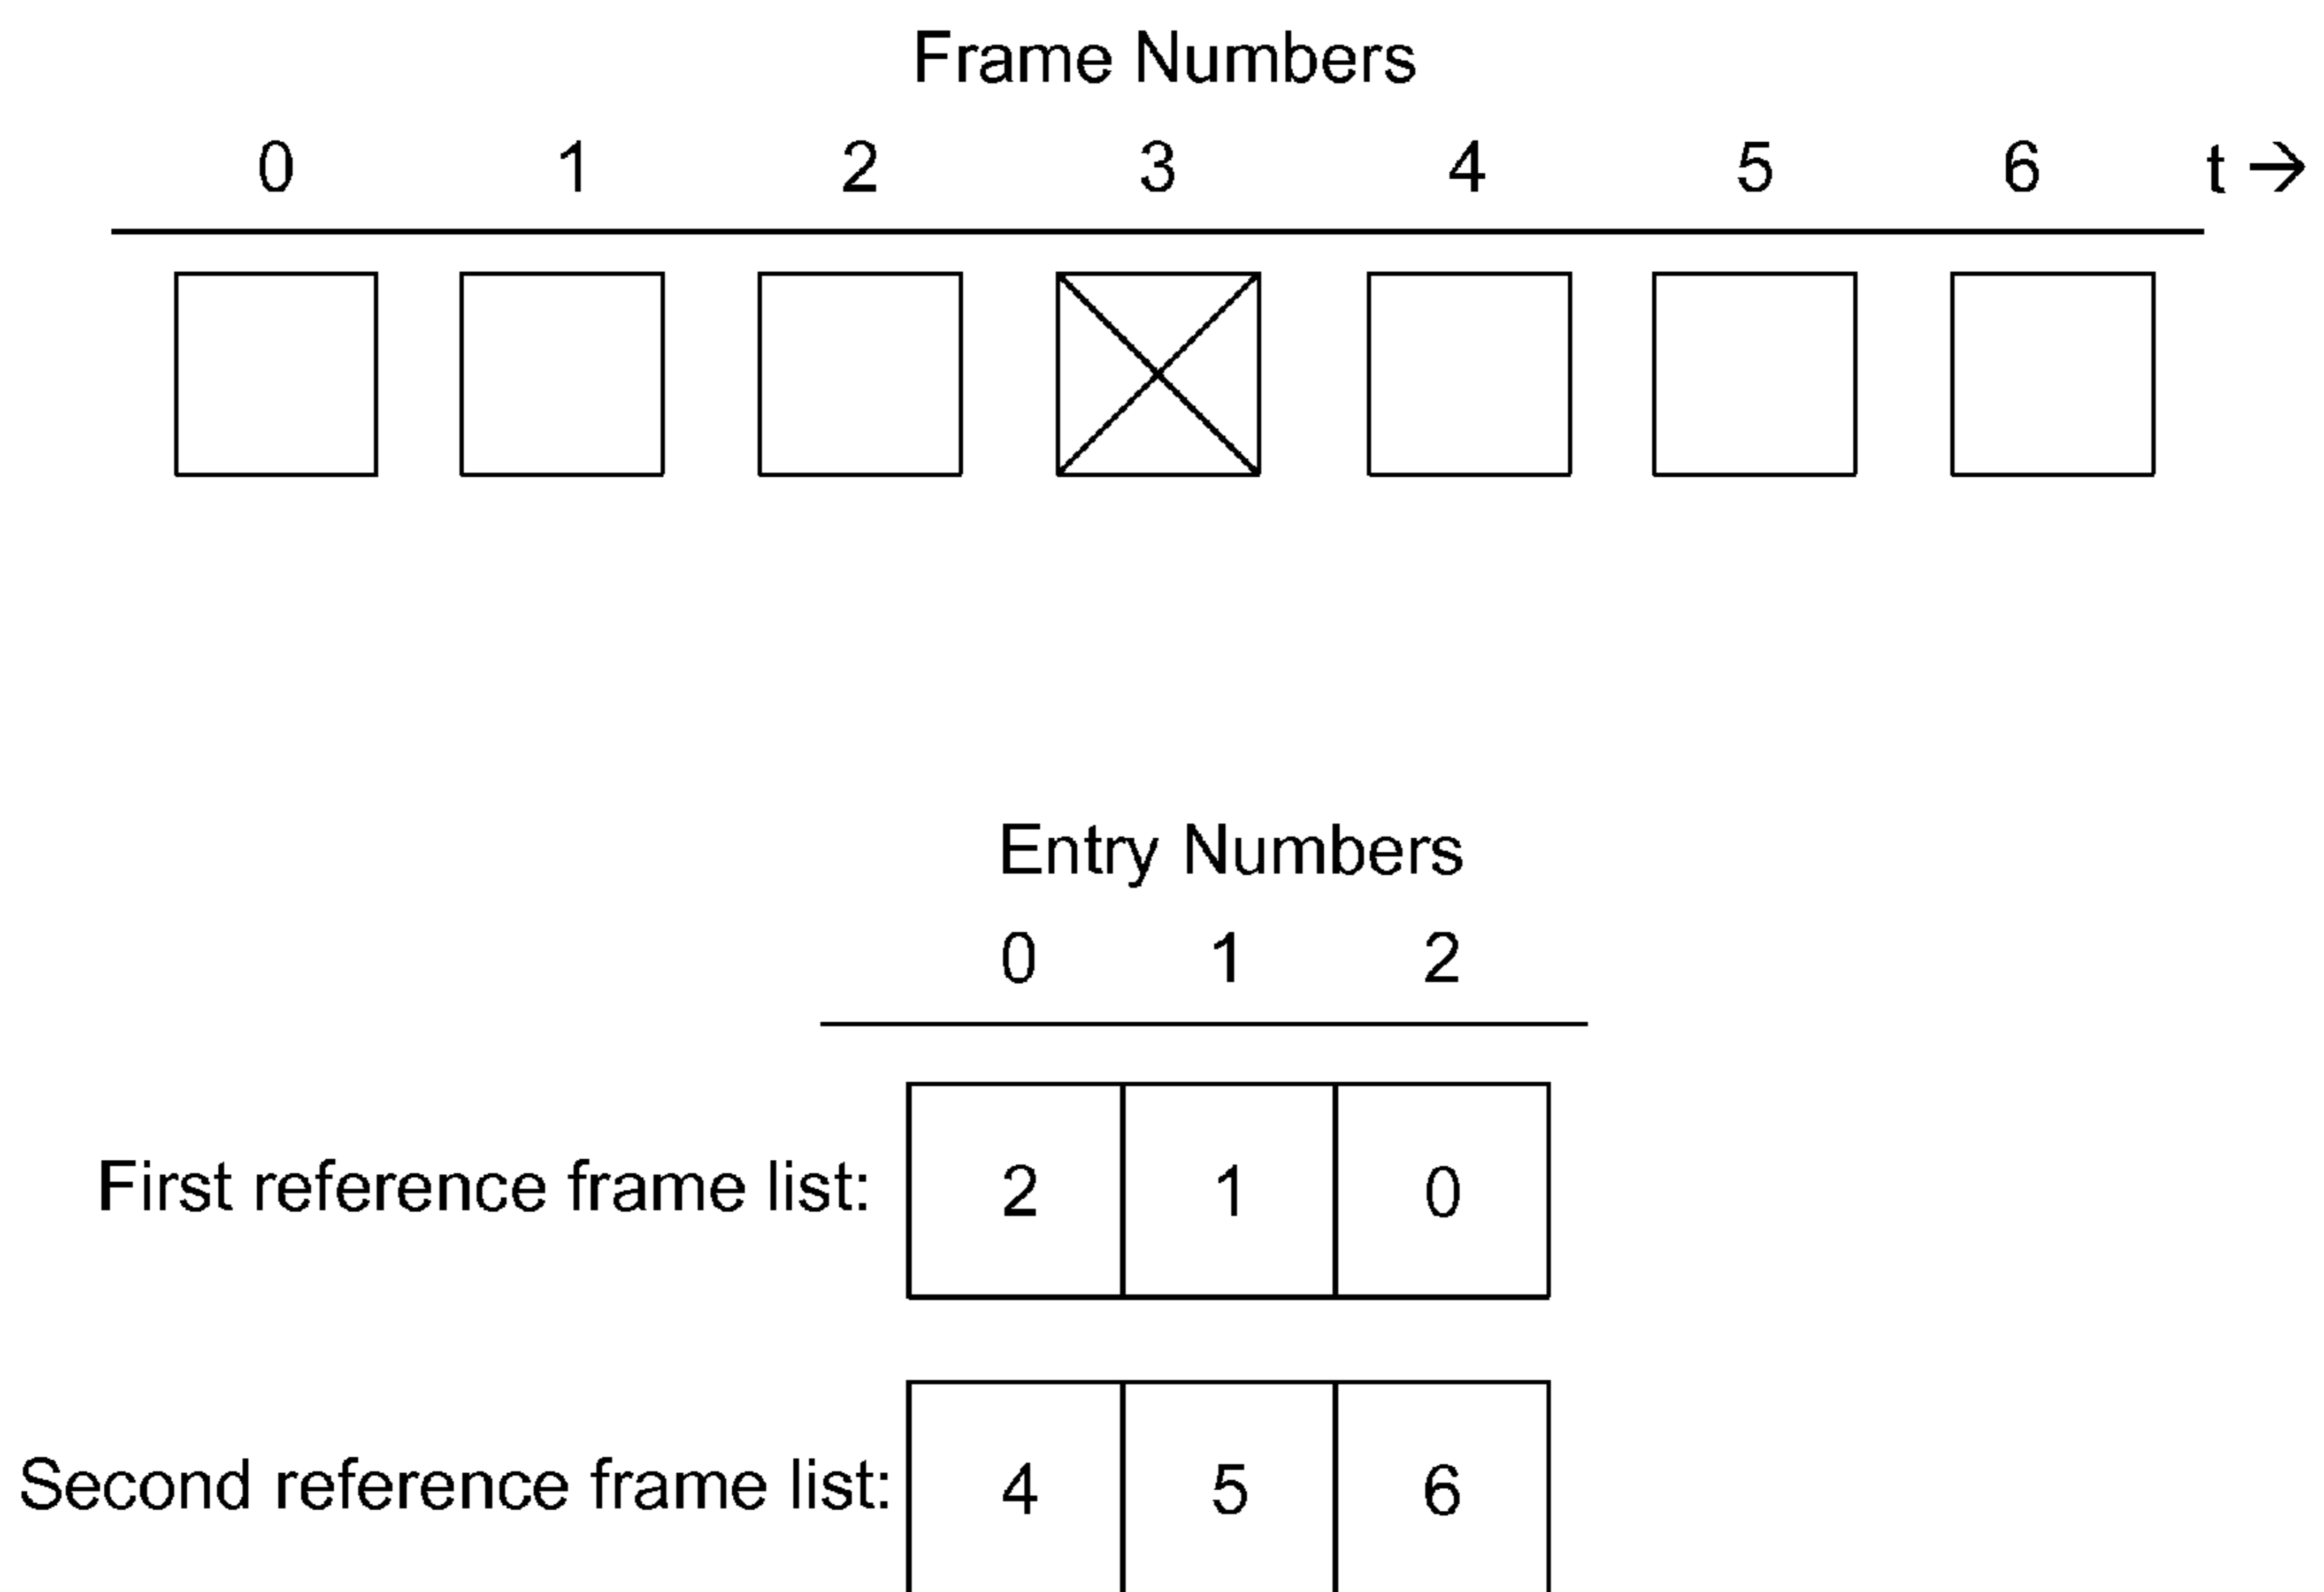 Frame Numbers
0 1 2 3 4 5 6 t →
Entry Numbers
0 1 2
First reference frame list: 2 1 0
Second reference frame list: 4 5 6